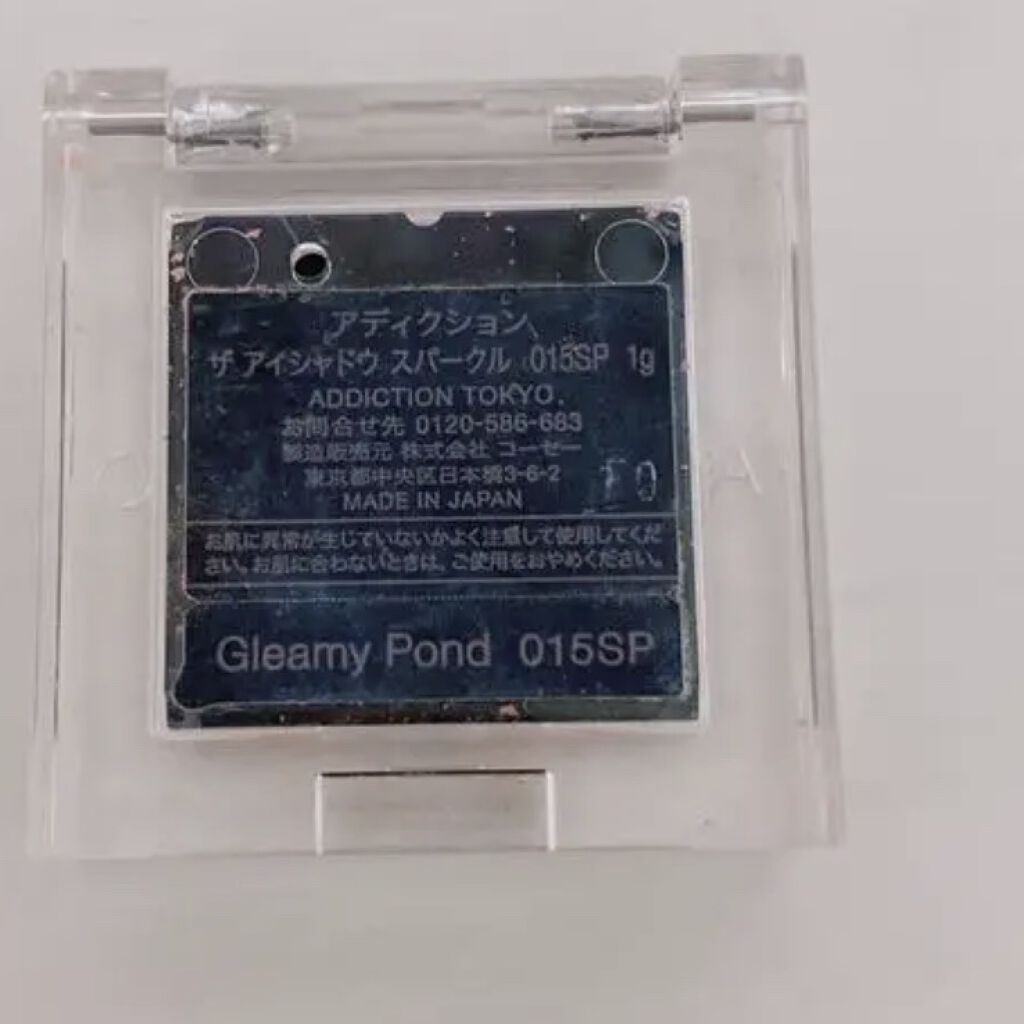 アディクション
ザ アイシャドウ スパークル 015SP 1g
ADDICTION TOKYO.
お問合せ先 0120-586-683
製造販売元 株式会社 コーセー
東京都中央区日本橋3-6-2
MADE IN JAPAN
お肌に異常が生じていないかよく注意して使用してくだ
さい。お肌に合わないときは、ご使用をおやめください。
Gleamy Pond 015SP